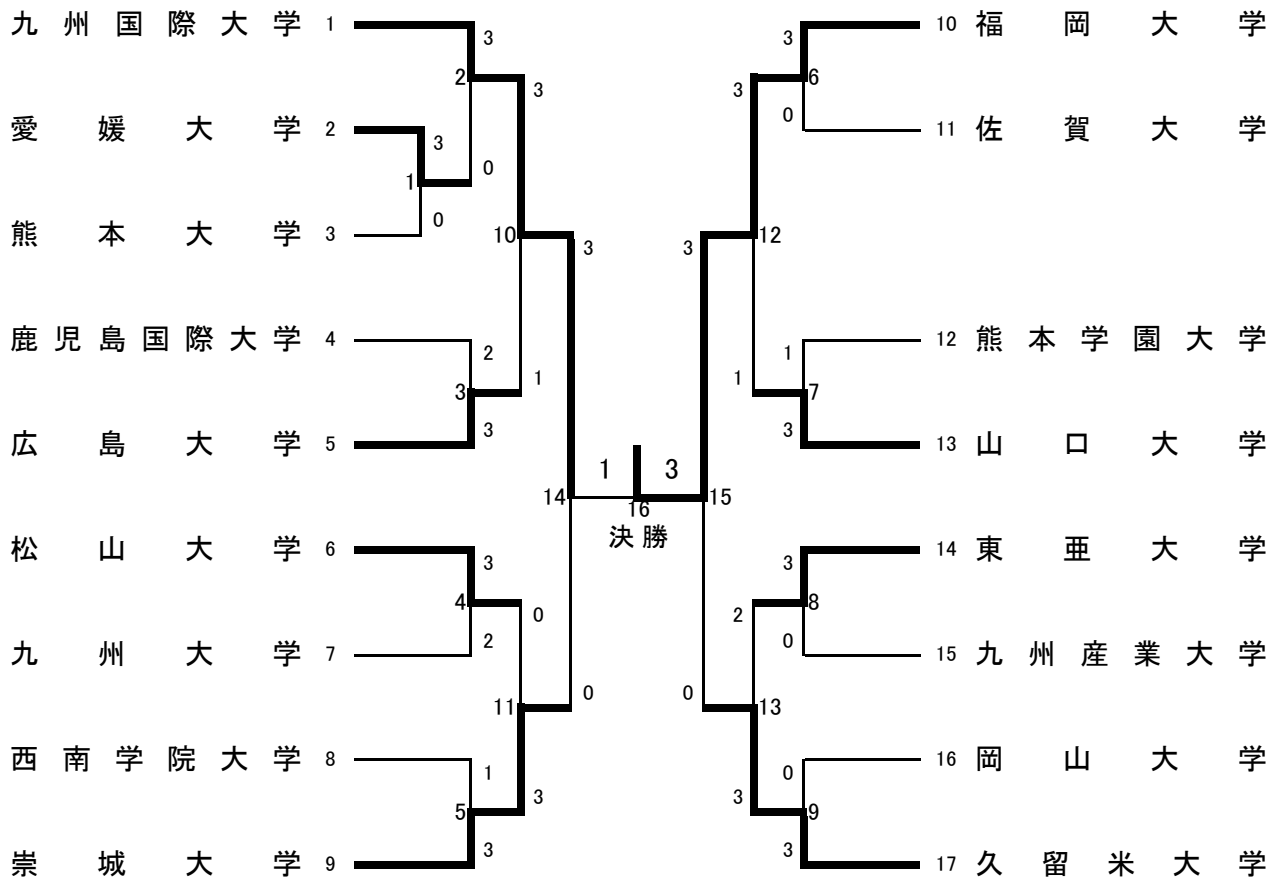 九州国際大学 1 3 3 10 福岡大学
2 3 3 6
愛媛大学 2 3 0 0 11 佐賀大学
1 0
熊本大学 3 10 3 3 12
鹿児島国際大学 4 2 1 12 熊本学園大学
3 1 1 7
広島大学 5 3 3 13 山口大学
1 3
14 16 15
松山大学 6 3 決勝 3 14 東亜大学
4 0 2 8
九州大学 7 2 0 15 九州産業大学
11 0 0 13
西南学院大学 8 1 0 16 岡山大学
5 3 3 9
崇城大学 9 3 3 17 久留米大学